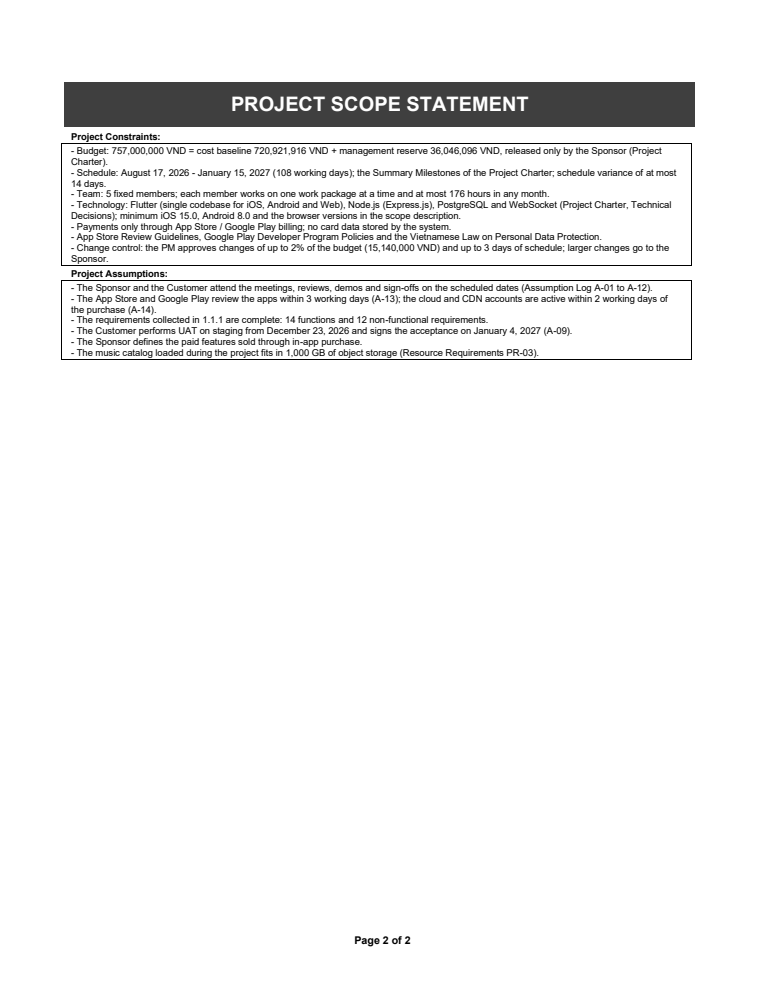 PROJECT SCOPE STATEMENT
Project Constraints:
- Budget: 757,000,000 VND = cost baseline 720,921,916 VND + management reserve 36,046,096 VND, released only by the Sponsor (Project
Charter).
- Schedule: August 17, 2026 - January 15, 2027 (108 working days); the Summary Milestones of the Project Charter; schedule variance of at most
14 days.
- Team: 5 fixed members; each member works on one work package at a time and at most 176 hours in any month.
- Technology: Flutter (single codebase for iOS, Android and Web), Node.js (Express.js), PostgreSQL and WebSocket (Project Charter, Technical
Decisions); minimum iOS 15.0, Android 8.0 and the browser versions in the scope description.
- Payments only through App Store / Google Play billing; no card data stored by the system.
- App Store Review Guidelines, Google Play Developer Program Policies and the Vietnamese Law on Personal Data Protection.
- Change control: the PM approves changes of up to 2% of the budget (15,140,000 VND) and up to 3 days of schedule; larger changes go to the
Sponsor.
Project Assumptions:
- The Sponsor and the Customer attend the meetings, reviews, demos and sign-offs on the scheduled dates (Assumption Log A-01 to A-12).
- The App Store and Google Play review the apps within 3 working days (A-13); the cloud and CDN accounts are active within 2 working days of
the purchase (A-14).
- The requirements collected in 1.1.1 are complete: 14 functions and 12 non-functional requirements.
- The Customer performs UAT on staging from December 23, 2026 and signs the acceptance on January 4, 2027 (A-09).
- The Sponsor defines the paid features sold through in-app purchase.
- The music catalog loaded during the project fits in 1,000 GB of object storage (Resource Requirements PR-03).
Page 2 of 2